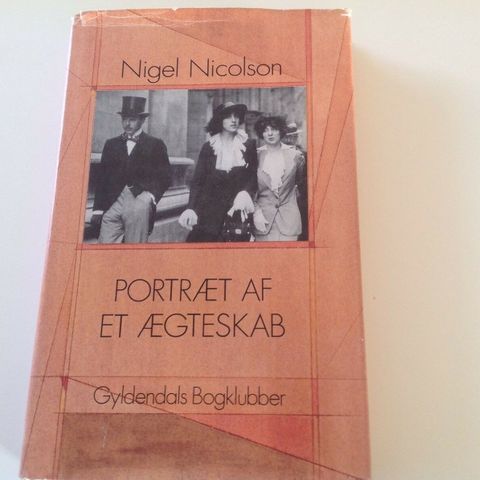 Nigel Nicolson
PORTRÆT AF
ET ÆGTESKAB
Gyldendals Bogklubber